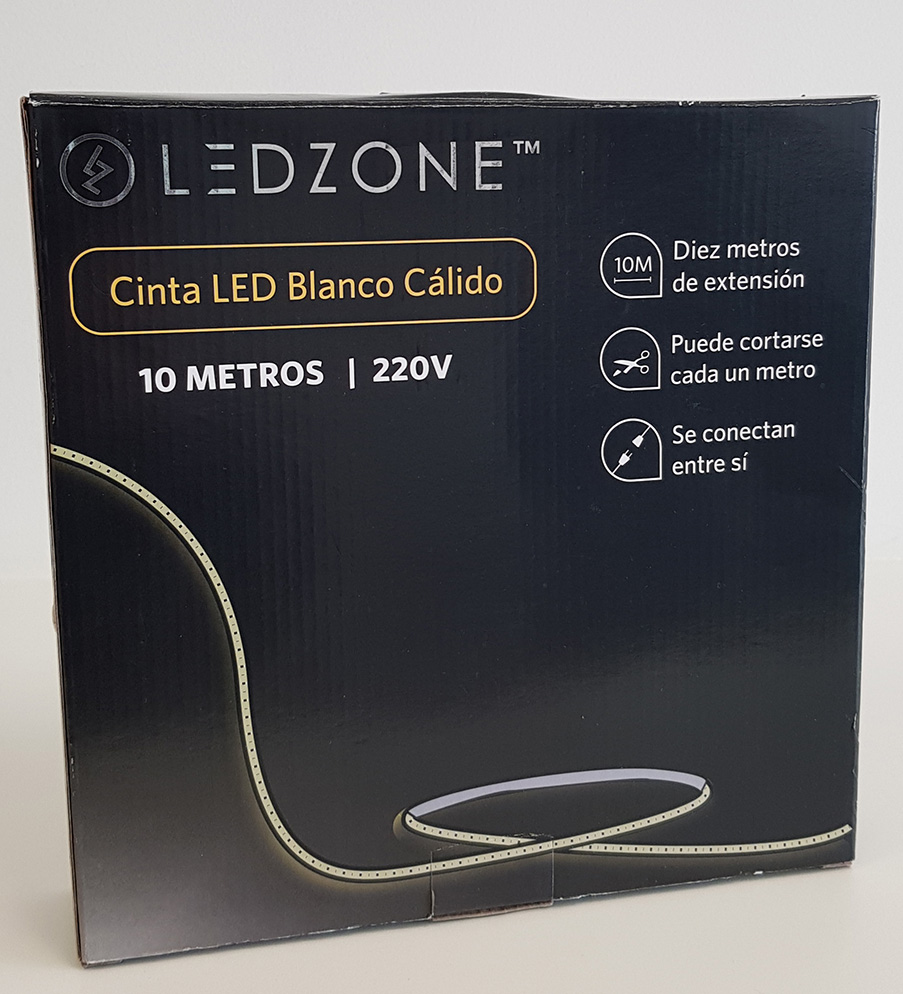 LEDZONE™
Cinta LED Blanco Cálido
10 METROS | 220V
10M
Diez metros
de extensión
Puede cortarse
cada un metro
Se conectan
entre sí